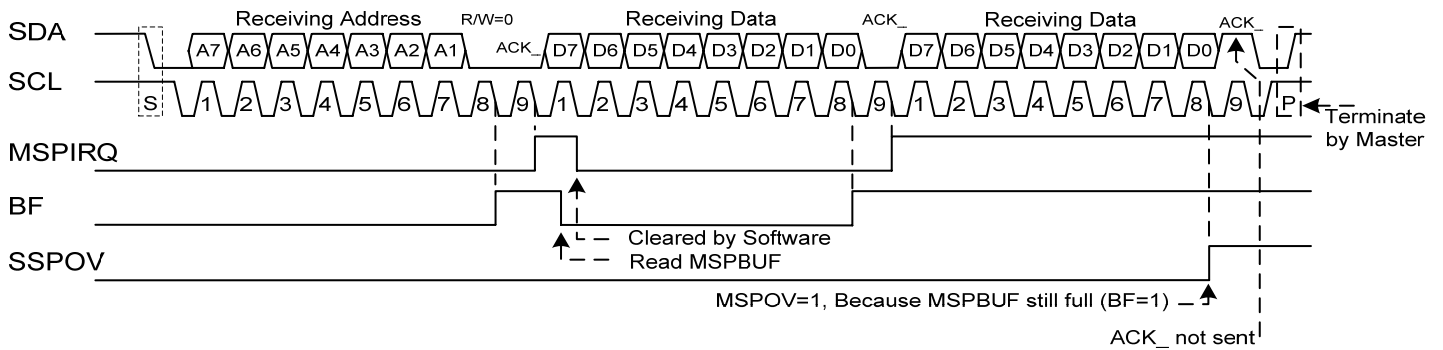 Receiving Address R/W=0 Receiving Data ACK_ Receiving Data ACK_
SDA A7 A6 A5 A4 A3 A2 A1 ACK_ D7 D6 D5 D4 D3 D2 D1 D0 D7 D6 D5 D4 D3 D2 D1 D0
SCL S 1 2 3 4 5 6 7 8 9 1 2 3 4 5 6 7 8 9 1 2 3 4 5 6 7 8 9 P
Terminate
by Master
MSPIRQ
BF
Cleared by Software
Read MSPBUF
SSPOV
MSPOV=1, Because MSPBUF still full (BF=1)
ACK_ not sent